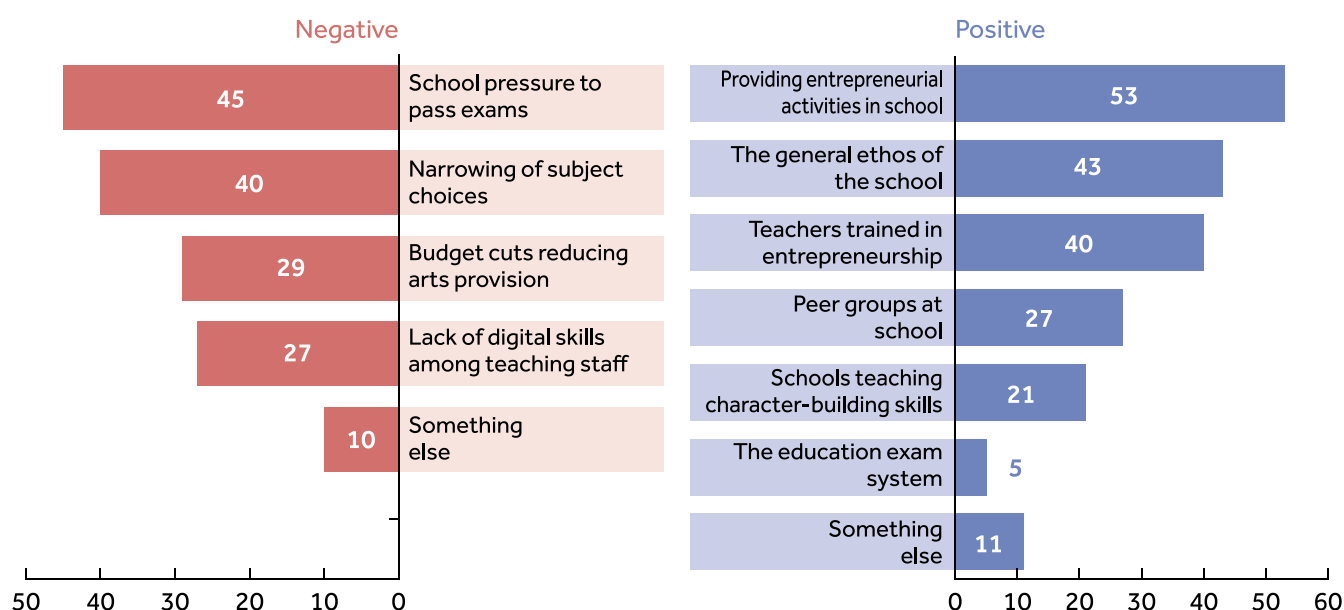 Negative
45
School pressure to
pass exams
40
Narrowing of subject
choices
29
Budget cuts reducing
arts provision
27
Lack of digital skills
among teaching staff
10
Something
else
50 40 30 20 10 0
Positive
Providing entrepreneurial
activities in school
53
The general ethos of
the school
43
Teachers trained in
entrepreneurship
40
Peer groups at
school
27
Schools teaching
character-building skills
21
The education exam
system
5
Something
else
11
0 10 20 30 40 50 60